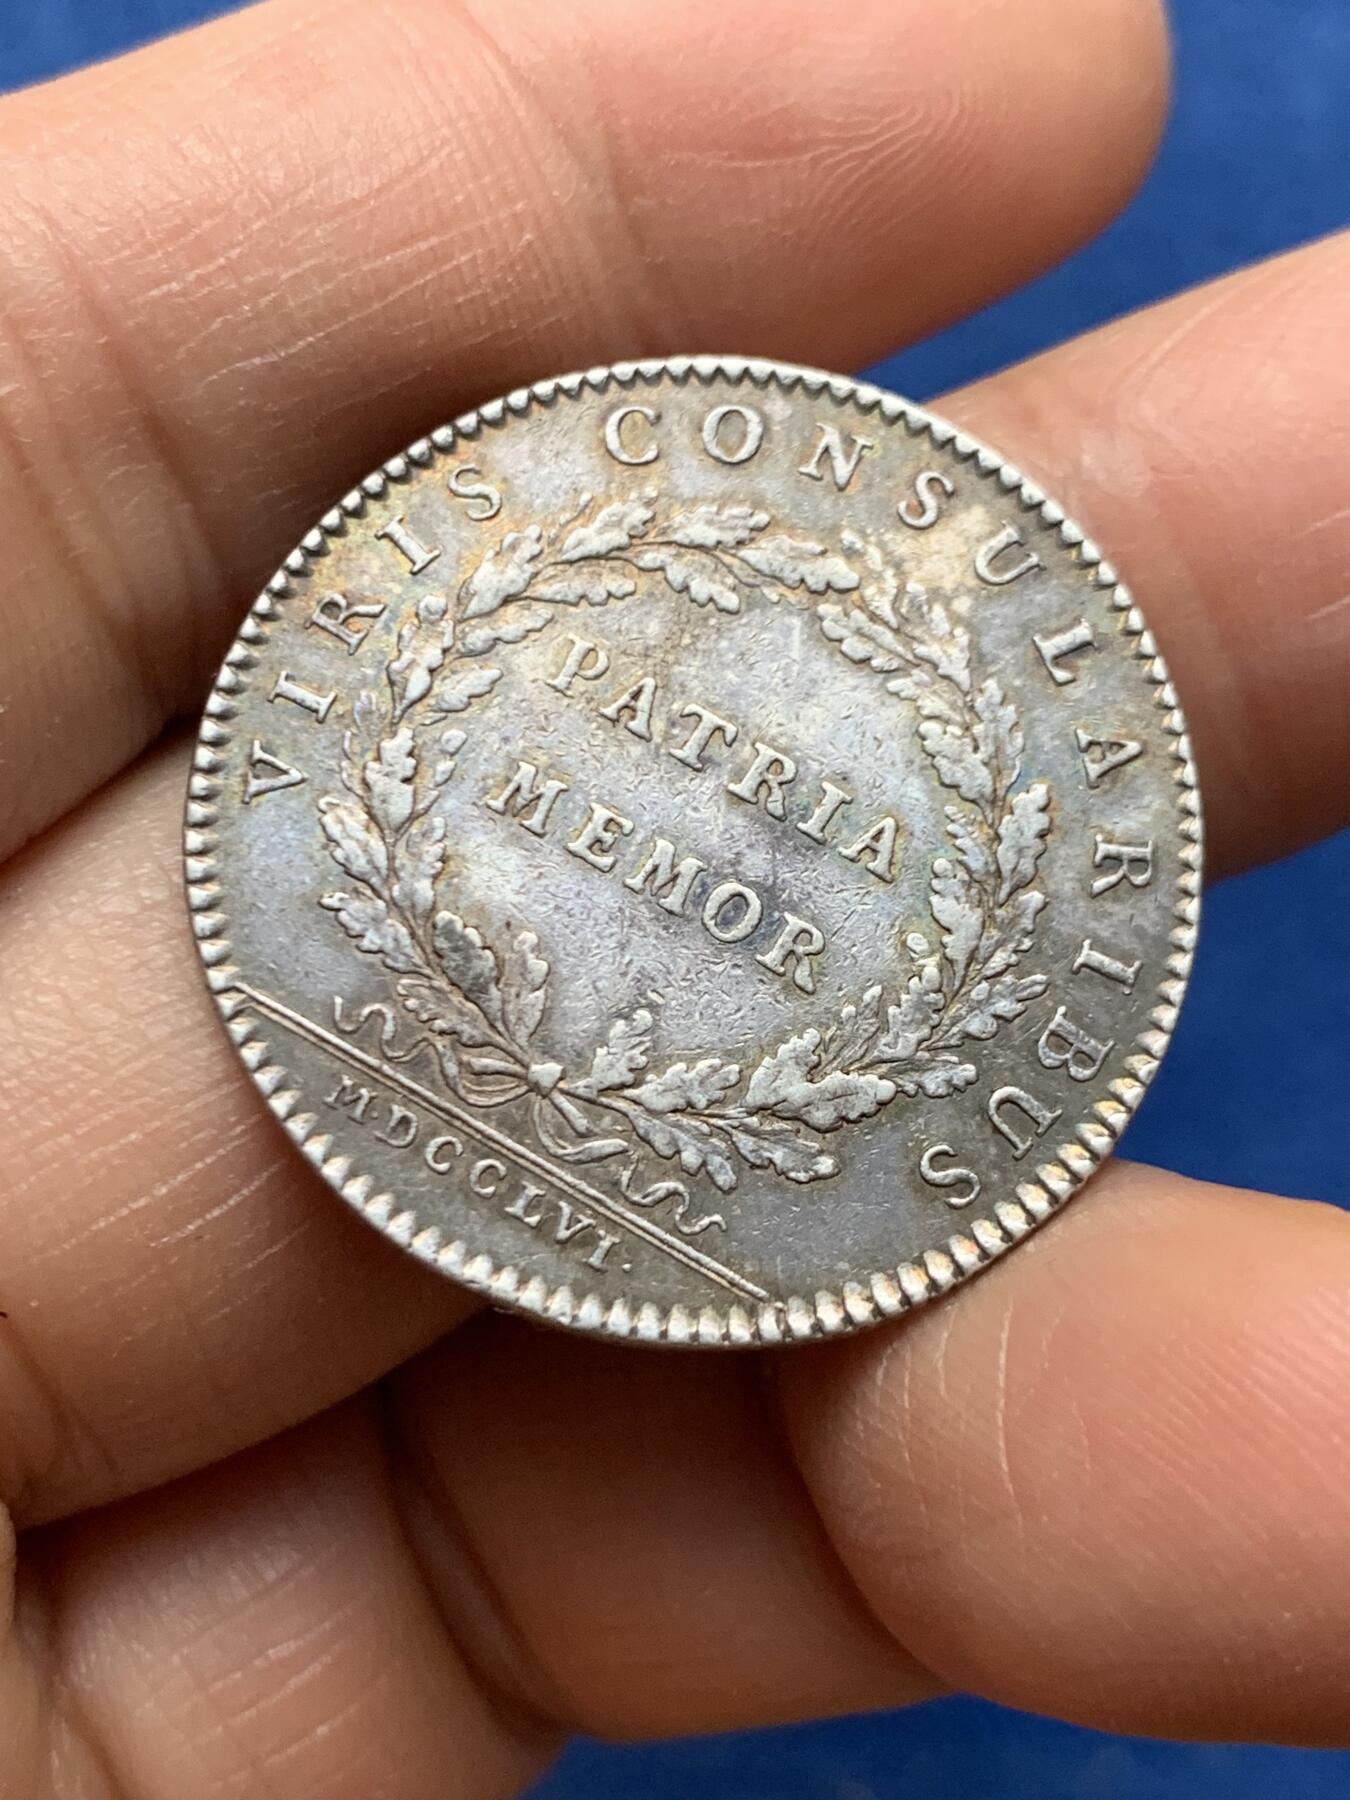 VIRIS CONSULARIBUS
PATRIA
MEMOR
M.DCCLVI.